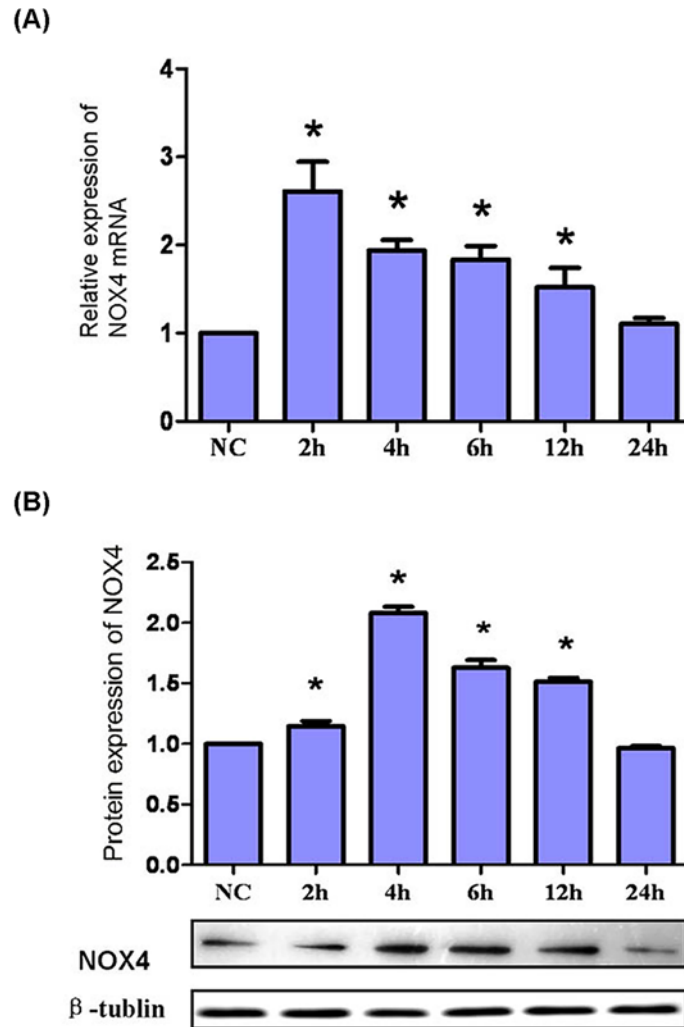 (A)
Relative expression of
NOX4 mRNA
4
3
2
1
0
* * * * 
NC 2h 4h 6h 12h 24h
(B)
Protein expression of NOX4
2.5
2.0
1.5
1.0
0.5
0.0
* * * *
NC 2h 4h 6h 12h 24h
NOX4
β-tublin